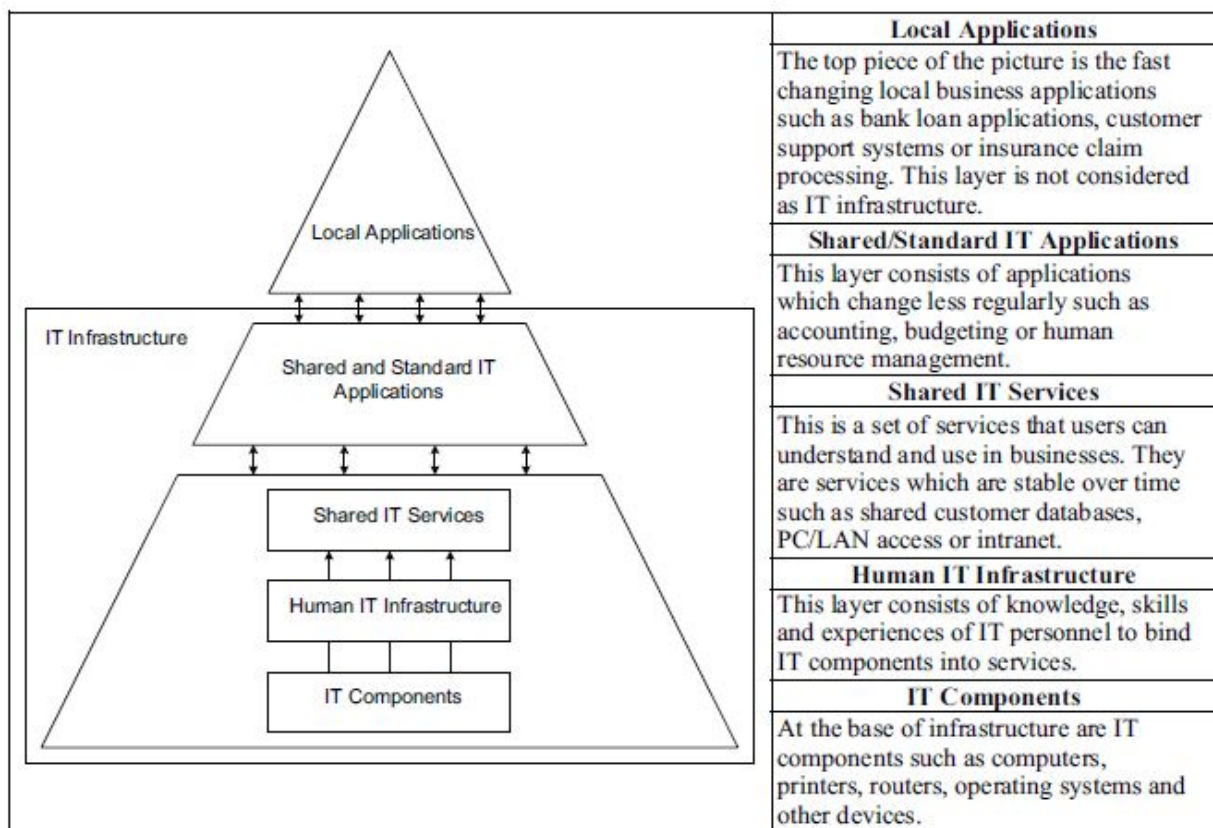 Local Applications
IT Infrastructure
Shared and Standard IT
Applications
Shared IT Services
Human IT Infrastructure
IT Components
Local Applications
The top piece of the picture is the fast
changing local business applications
such as bank loan applications, customer
support systems or insurance claim
processing. This layer is not considered
as IT infrastructure.
Shared/Standard IT Applications
This layer consists of applications
which change less regularly such as
accounting, budgeting or human
resource management.
Shared IT Services
This is a set of services that users can
understand and use in businesses. They
are services which are stable over time
such as shared customer databases,
PC/LAN access or intranet.
Human IT Infrastructure
This layer consists of knowledge, skills
and experiences of IT personnel to bind
IT components into services.
IT Components
At the base of infrastructure are IT
components such as computers,
printers, routers, operating systems and
other devices.